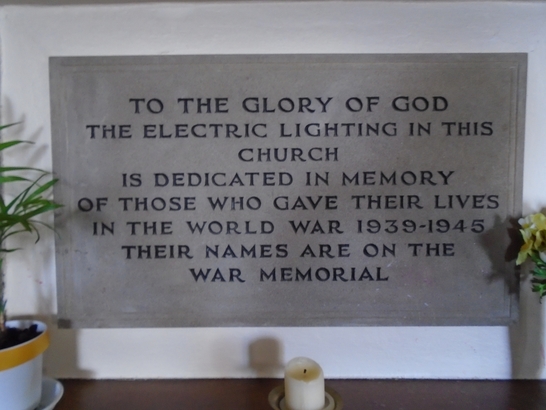 TO THE GLORY OF GOD
THE ELECTRIC LIGHTING IN THIS
CHURCH
IS DEDICATED IN MEMORY
OF THOSE WHO GAVE THEIR LIVES
IN THE WORLD WAR 1939-1945
THEIR NAMES ARE ON THE
WAR MEMORIAL